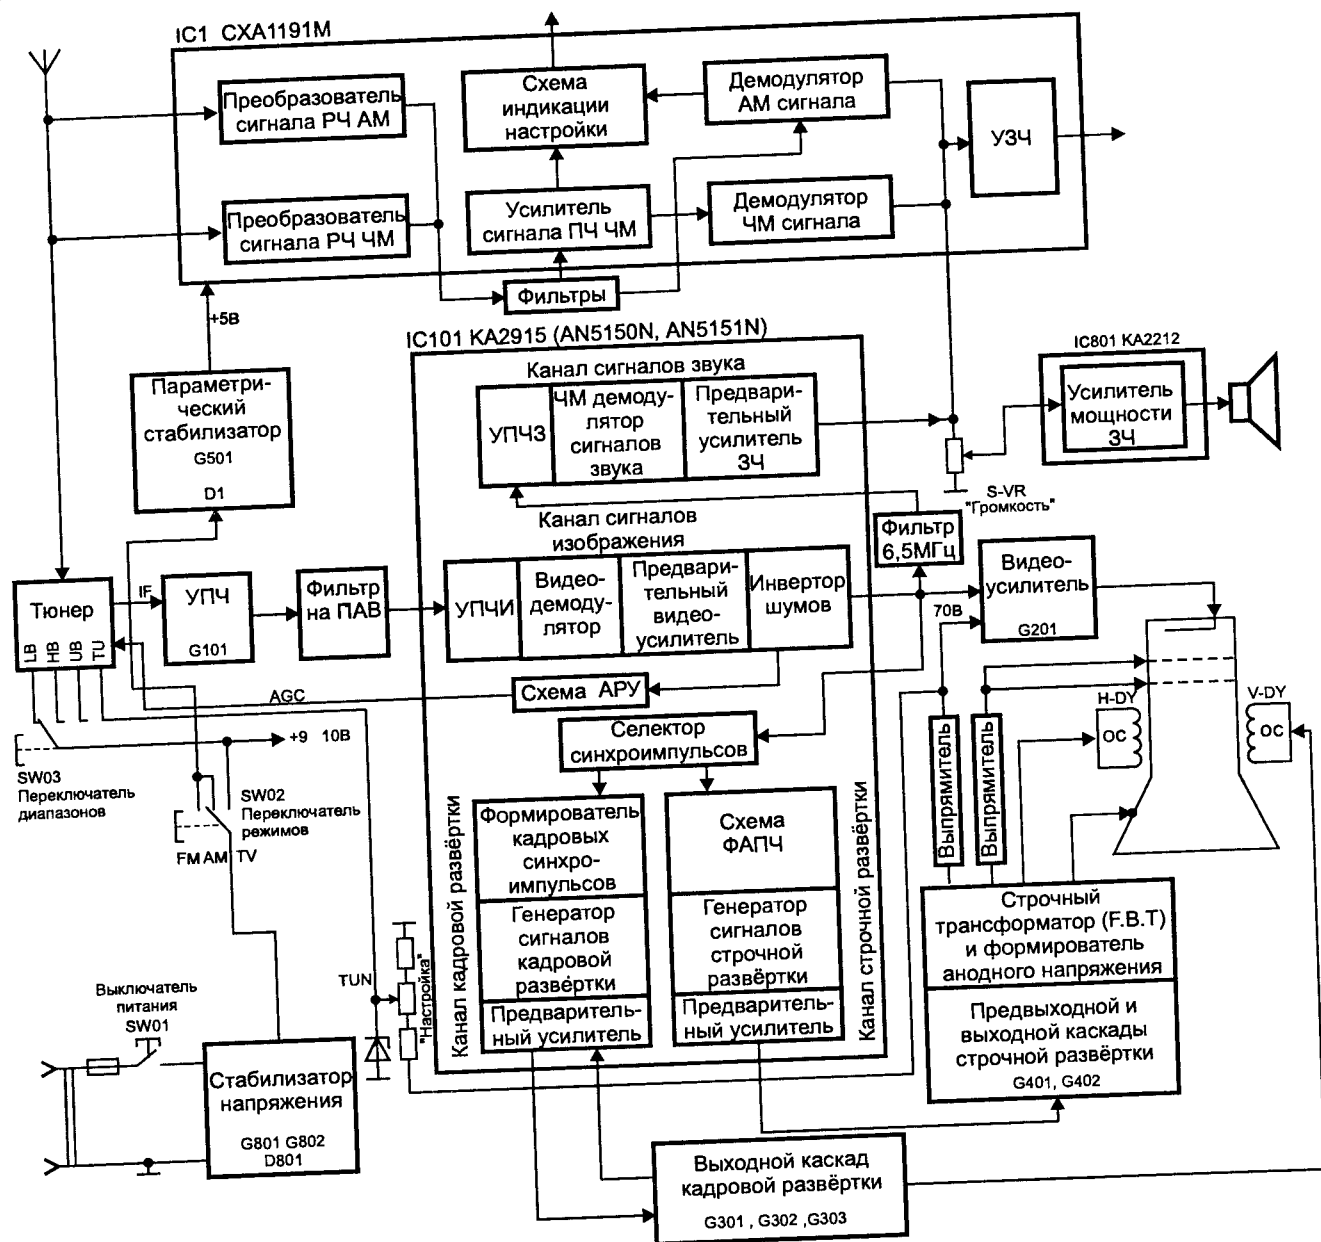 IC1 CXA1191M
Преобразователь
сигнала РЧ АМ
Схема
индикации
настройки
Демодулятор
АМ сигнала
УЗЧ
Преобразователь
сигнала РЧ ЧМ
Усилитель
сигнала ПЧ ЧМ
Демодулятор
ЧМ сигнала
Фильтры
+5В
IC101 KA2915 (AN5150N, AN5151N)
Параметри-
ческий
стабилизатор
G501
D1
Канал сигналов звука
УПЧЗ
ЧМ демоду-
лятор
сигналов
звука
Предвари-
тельный
усилитель
ЗЧ
IC801 KA2212
Усилитель
мощности
ЗЧ
S-VR
"Громкость"
Канал сигналов
изображения
Фильтр
6,5МГц
Тюнер
LB
HB
UB
TU
IF
УПЧ
G101
Фильтр
на ПАВ
УПЧИ
Видео-
демоду-
лятор
Предвари-
тельный
видео-
усилитель
Инвертор
шумов
Видео-
усилитель
G201
70В
AGC
Схема АРУ
Селектор
синхроимпульсов
H-DY
ОС
V-DY
ОС
+9 10В
SW03
Переключатель
диапазонов
SW02
Переключатель
режимов
FM AM TV
Канал кадровой развёртки
Формирователь
кадровых
синхро-
импульсов
Генератор
сигналов
кадровой
развёртки
Предваритель-
ный усилитель
Схема
ФАПЧ
Генератор
сигналов
строчной
развёртки
Предваритель-
ный усилитель
Канал строчной развёртки
Выпрямитель
Выпрямитель
Строчный
трансформатор (F.B.T)
и формирователь
анодного напряжения
Предвыходной и
выходной каскады
строчной развёртки
G401, G402
TUN
"Настройка"
Выключатель
питания
SW01
Стабилизатор
напряжения
G801 G802
D801
Выходной каскад
кадровой развёртки
G301 , G302 ,G303